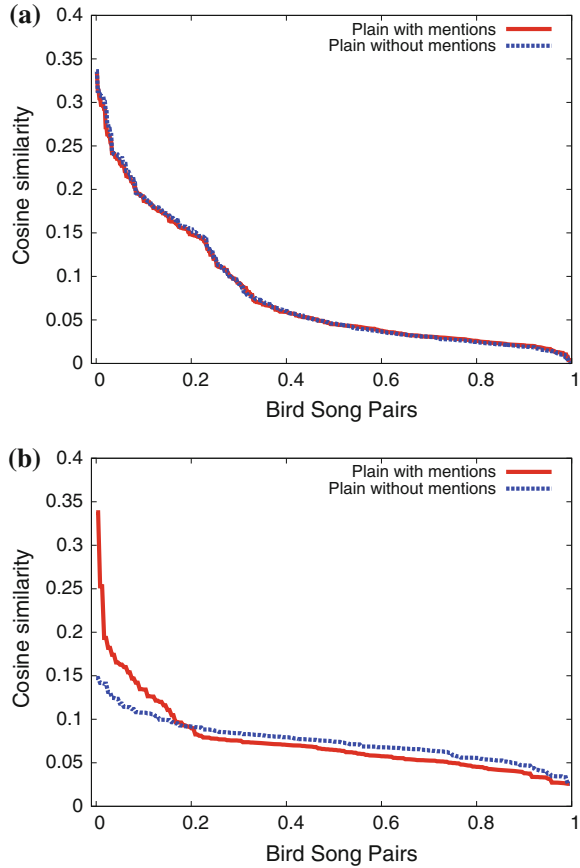 (a)
0.4
0.35
0.3
0.25
0.2
0.15
0.1
0.05
0
Cosine similarity
Plain with mentions
Plain without mentions
0 0.2 0.4 0.6 0.8 1
Bird Song Pairs
(b)
0.4
0.35
0.3
0.25
0.2
0.15
0.1
0.05
0
Cosine similarity
Plain with mentions
Plain without mentions
0 0.2 0.4 0.6 0.8 1
Bird Song Pairs